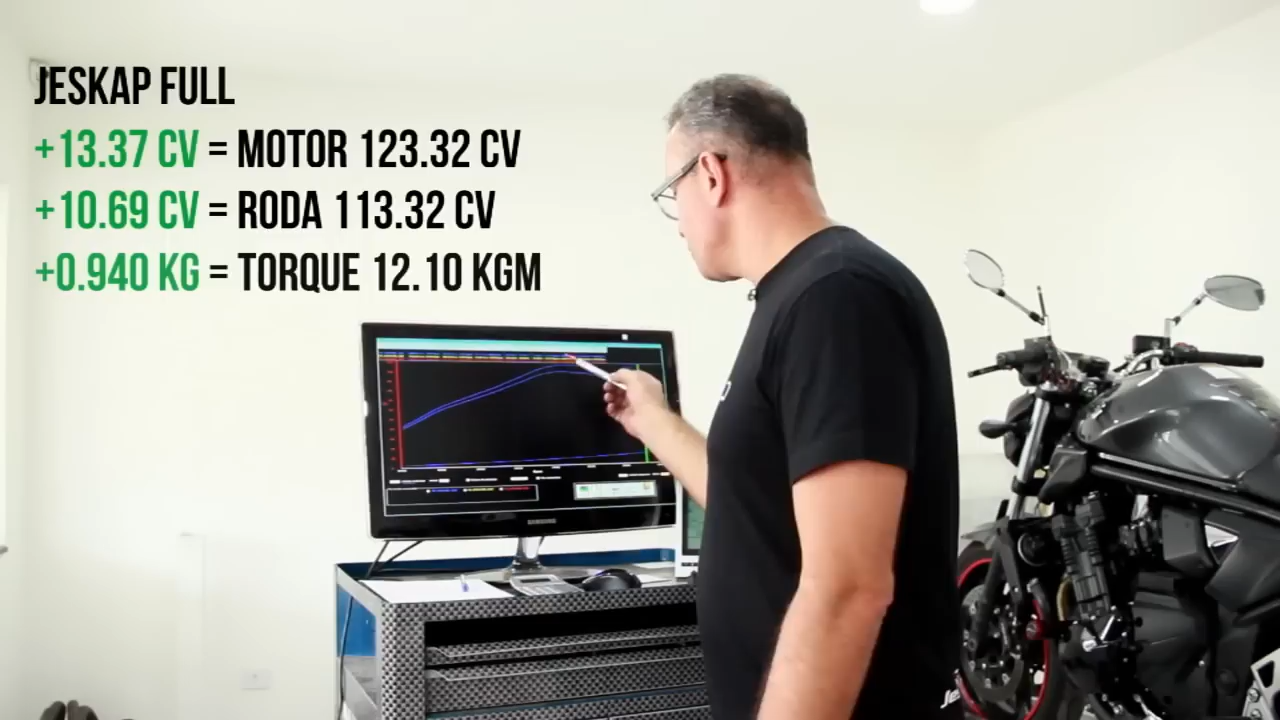 JESKAP FULL
+13.37 CV = MOTOR 123.32 CV
+10.69 CV = RODA 113.32 CV
+0.940 KG = TORQUE 12.10 KGM